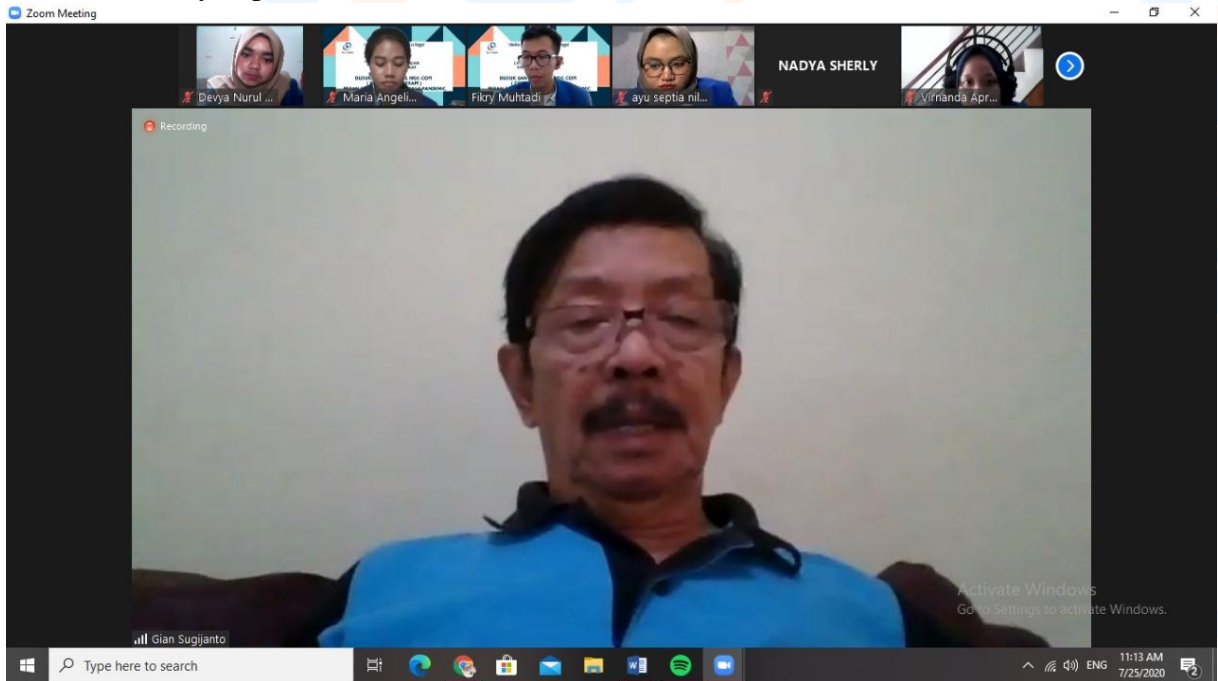 Zoom Meeting
Devya Nurul ...
Maria Angeli...
Fikry Muhtadi
ayu septia nil...
NADYA SHERLY
Virnanda Apr...
Recording
Activate Windows
Go to Settings to activate Windows.
Gian Sugijanto
Type here to search
ENG
11:13 AM
7/25/2020
2